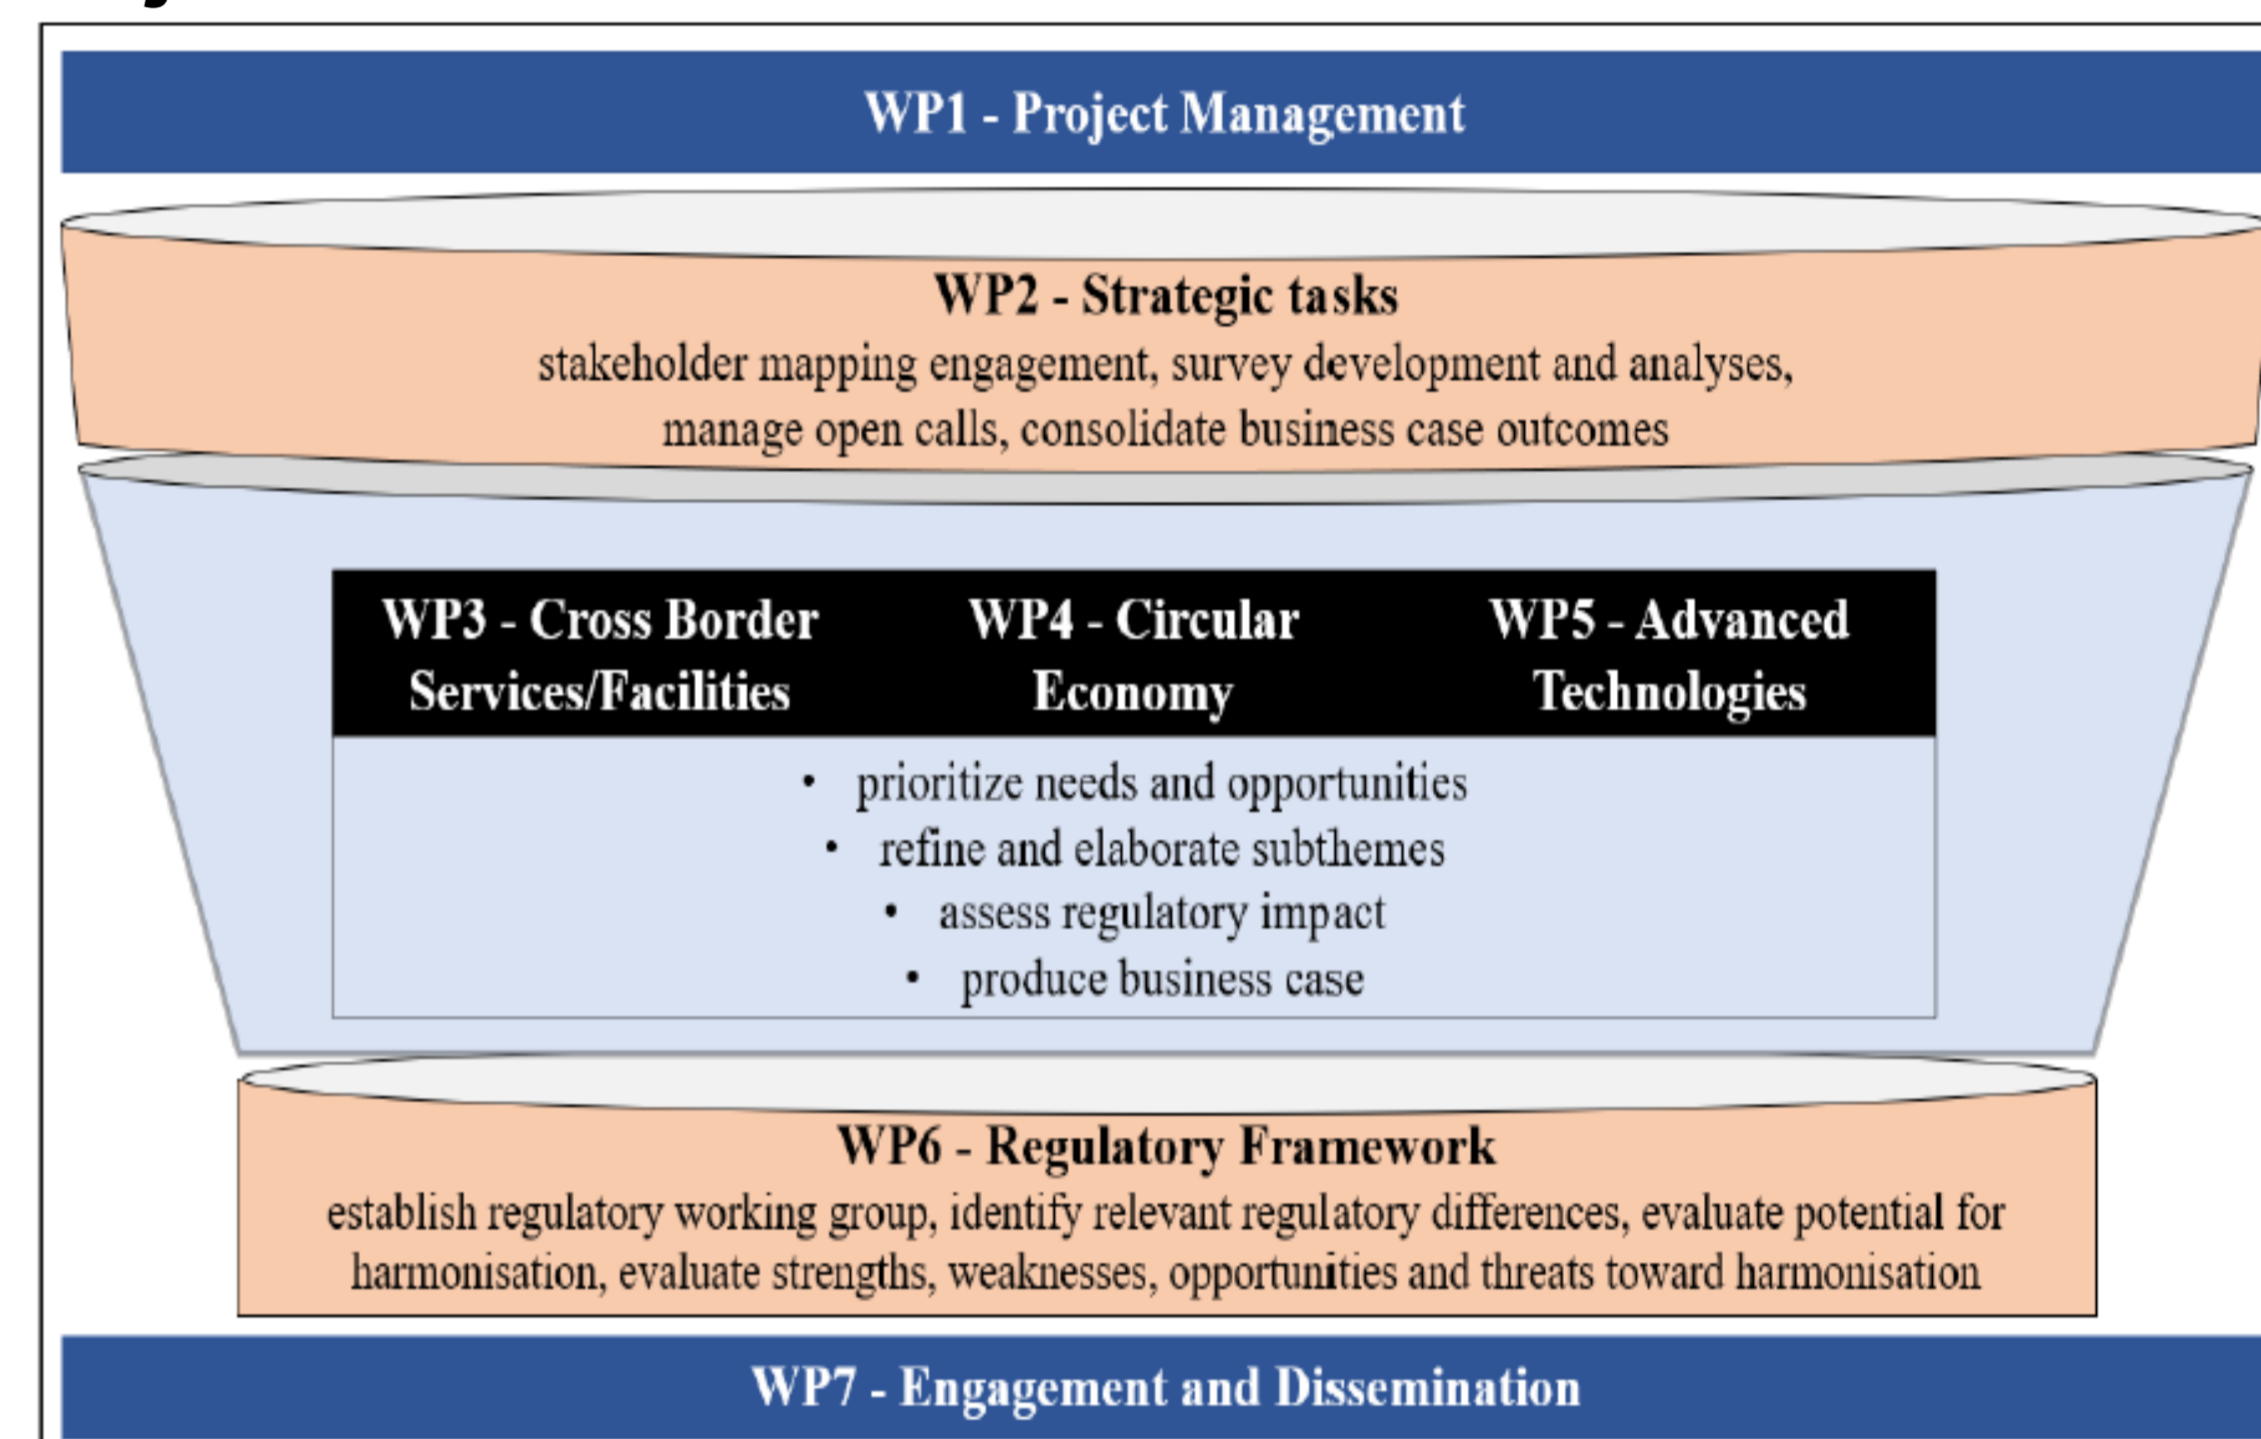 WP1 - Project Management
WP2 - Strategic tasks
stakeholder mapping engagement, survey development and analyses,
manage open calls, consolidate business case outcomes
WP3 - Cross Border
Services/Facilities
WP4 - Circular
Economy
WP5 - Advanced
Technologies
• prioritize needs and opportunities
• refine and elaborate subthemes
• assess regulatory impact
• produce business case
WP6 - Regulatory Framework
establish regulatory working group, identify relevant regulatory differences, evaluate potential for
harmonisation, evaluate strengths, weaknesses, opportunities and threats toward harmonisation
WP7 - Engagement and Dissemination